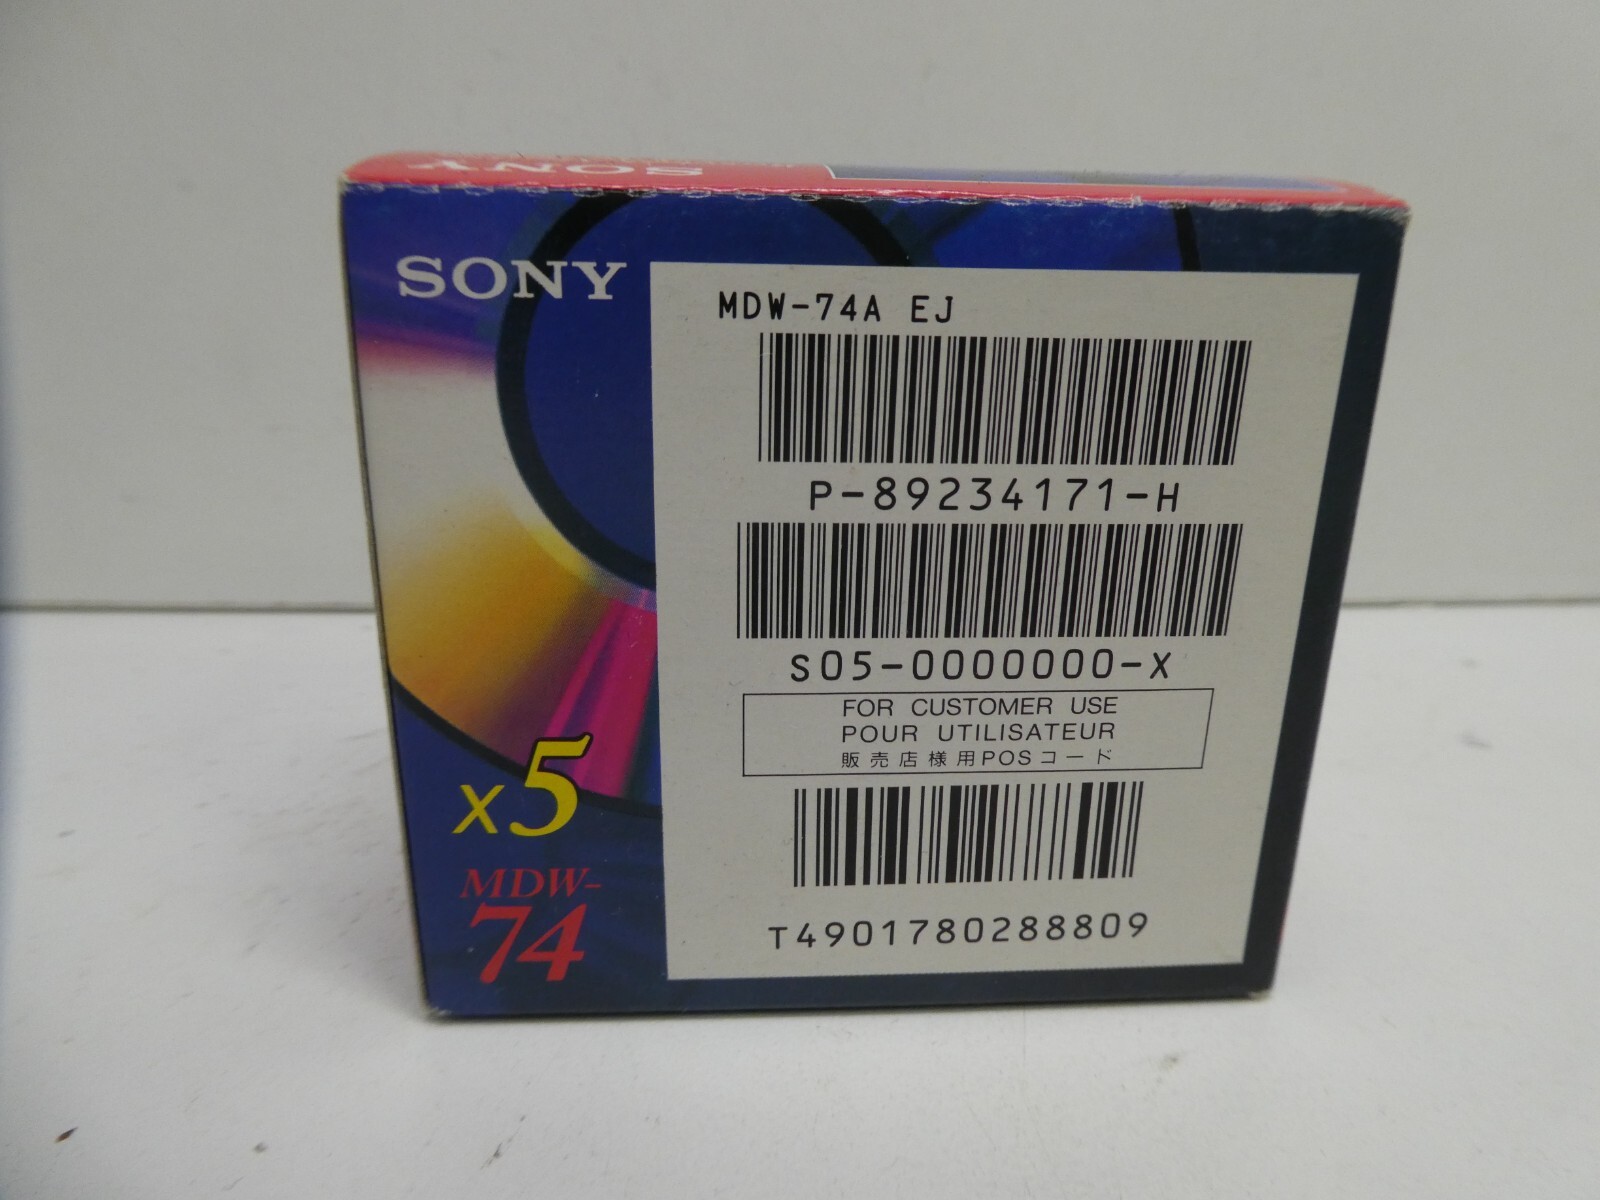 SONY
SONY
MDW-74A EJ
P-89234171-H
S05-0000000-X
FOR CUSTOMER USE
POUR UTILISATEUR
販売店様用POSコード
T4901780288809
x5
MDW-
74